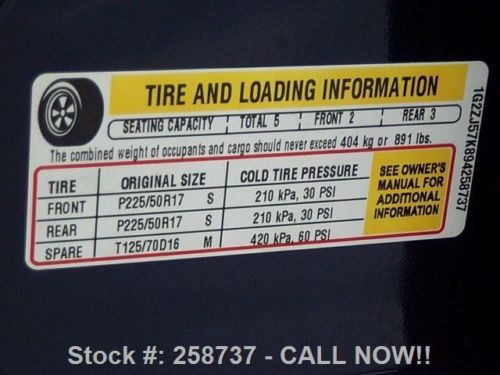 TIRE AND LOADING INFORMATION
SEATING CAPACITY TOTAL 5 FRONT 2 REAR 3
The combined weight of occupants and cargo should never exceed 404 kg or 891 lbs.
TIRE ORIGINAL SIZE COLD TIRE PRESSURE
FRONT P225/50R17 S 210 kPa, 30 PSI
REAR P225/50R17 S 210 kPa, 30 PSI
SPARE T125/70D16 M 420 kPa, 60 PSI
SEE OWNER'S
MANUAL FOR
ADDITIONAL
INFORMATION
1G2ZJ57K894258737
Stock #: 258737 - CALL NOW!!